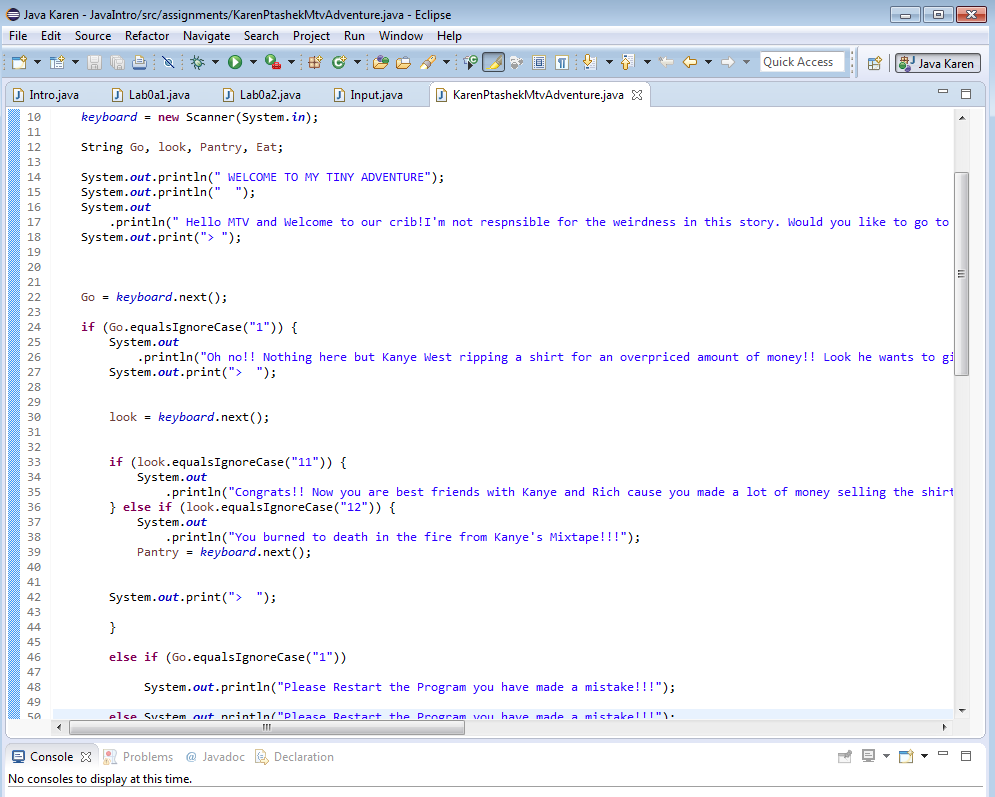 Java Karen - JavaIntro/src/assignments/KarenPtashekMtvAdventure.java - Eclipse
File Edit Source Refactor Navigate Search Project Run Window Help
Quick Access Java Karen
Intro.java Lab0a1.java Lab0a2.java Input.java KarenPtashekMtvAdventure.java
10 keyboard = new Scanner(System.in);
11
12 String Go, look, Pantry, Eat;
13
14 System.out.println(" WELCOME TO MY TINY ADVENTURE");
15 System.out.println("  ");
16 System.out
17 .println(" Hello MTV and Welcome to our crib!I'm not respnsible for the weirdness in this story. Would you like to go to
18 System.out.print("> ");
19
20
21
22 Go = keyboard.next();
23
24 if (Go.equalsIgnoreCase("1")) {
25 System.out
26 .println("Oh no!! Nothing here but Kanye West ripping a shirt for an overpriced amount of money!! Look he wants to gi
27 System.out.print(">  ");
28
29
30 look = keyboard.next();
31
32
33 if (look.equalsIgnoreCase("11")) {
34 System.out
35 .println("Congrats!! Now you are best friends with Kanye and Rich cause you made a lot of money selling the shirt
36 } else if (look.equalsIgnoreCase("12")) {
37 System.out
38 .println("You burned to death in the fire from Kanye's Mixtape!!!");
39 Pantry = keyboard.next();
40
41
42 System.out.print(">  ");
43
44 }
45
46 else if (Go.equalsIgnoreCase("1"))
47
48 System.out.println("Please Restart the Program you have made a mistake!!!");
49
50 else System.out.println("Please Restart the Program you have made a mistake!!!");
Console Problems @ Javadoc Declaration
No consoles to display at this time.